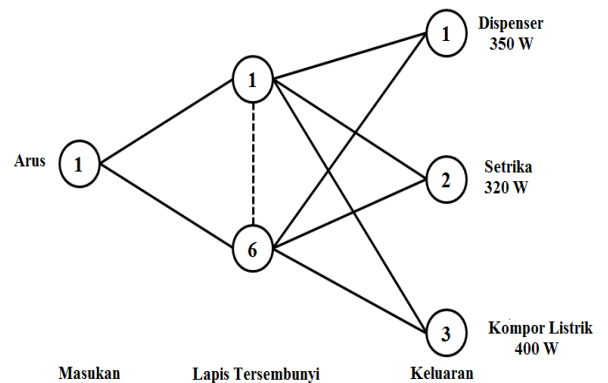 1
Dispenser
350 W
1
Arus
1
2
Setrika
320 W
6
3
Kompor Listrik
400 W
Masukan
Lapis Tersembunyi
Keluaran